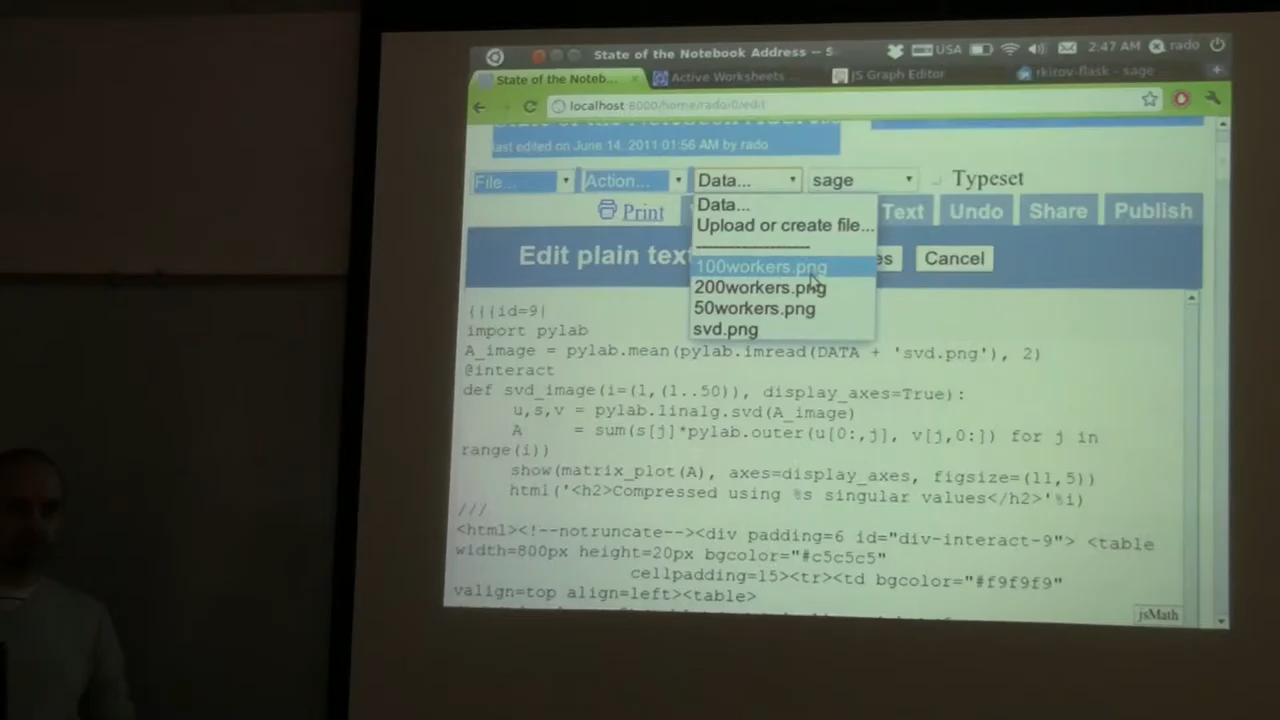 State of the Notebook Address -- S
USA
2:47 AM
rado
State of the Noteb...
Active Worksheets ...
JS Graph Editor
rkirov-flask - sage
localhost:8000/home/rado/0/edit
last edited on June 14, 2011 01:56 AM by rado
File...
Action...
Data...
sage
Typeset
Data...
Upload or create file...
100workers.png
200workers.png
50workers.png
svd.png
Print
Text
Undo
Share
Publish
Edit plain text
Cancel
{{{id=9|
import pylab
A_image = pylab.mean(pylab.imread(DATA + 'svd.png'), 2)
@interact
def svd_image(i=(1,(1..50)), display_axes=True):
u,s,v = pylab.linalg.svd(A_image)
A = sum(s[j]*pylab.outer(u[0:,j], v[j,0:]) for j in
range(i))
show(matrix_plot(A), axes=display_axes, figsize=(11,5))
html('<h2>Compressed using %s singular values</h2>'%i)
///
<html><!--notruncate--><div padding=6 id="div-interact-9"> <table
width=800px height=20px bgcolor="#c5c5c5"
cellpadding=15><tr><td bgcolor="#f9f9f9"
valign=top align=left><table>
jsMath